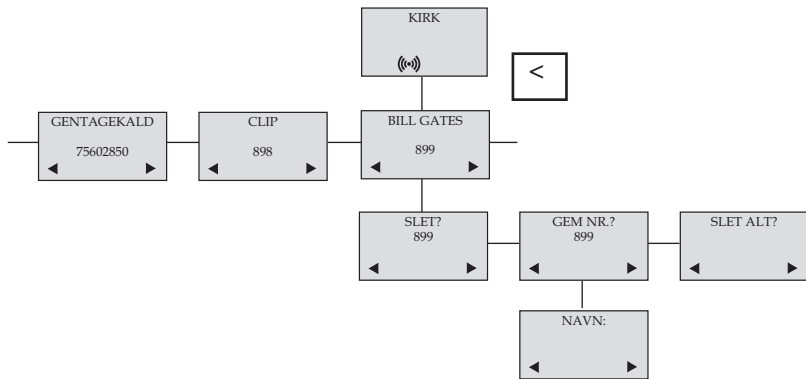 KIRK
<
GENTAGEKALD
75602850
CLIP
898
BILL GATES
899
SLET?
899
GEM NR.?
899
SLET ALT?
NAVN: